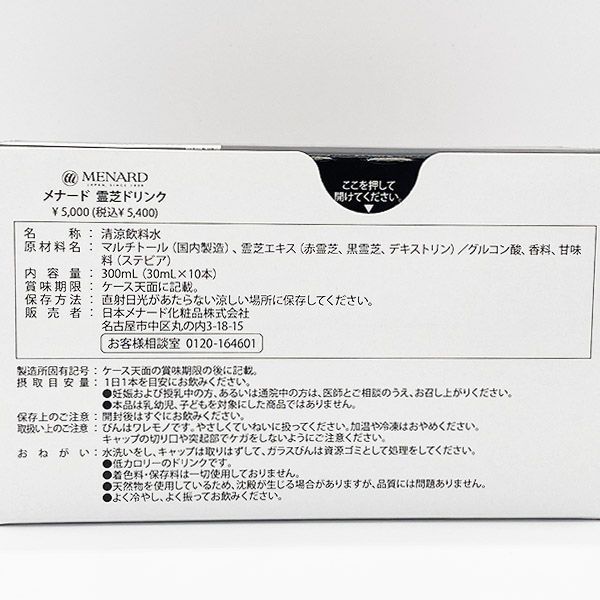 MENARD
JAPAN, SINCE 1959
メナード 霊芝ドリンク
¥5,000(税込¥5,400)
ここを押して
開けてください。
名称:清涼飲料水
原材料名:マルチトール(国内製造)、霊芝エキス(赤霊芝、黒霊芝、デキストリン)/グルコン酸、香料、甘味
料(ステビア)
内容量:300mL(30mL×10本)
賞味期限:ケース天面に記載。
保存方法:直射日光があたらない涼しい場所に保存してください。
販売者:日本メナード化粧品株式会社
名古屋市中区丸の内3-18-15
お客様相談室 0120-164601
製造所固有記号:ケース天面の賞味期限の後に記載。
摂取目安量:1日1本を目安にお飲みください。
●妊娠および授乳中の方、あるいは通院中の方は、医師とご相談のうえ、お召し上がりください。
●本品は乳幼児、子どもを対象にした商品ではありません。
保存上のご注意:開封後はすぐにお飲みください。
取扱い上のご注意:びんはワレモノです。やさしくていねいに扱ってください。加温や冷凍はおやめください。
キャップの切り口や突起部でケガをしないようにご注意ください。
おねがい:水洗いをし、キャップは取りはずして、ガラスびんは資源ゴミとして処理をしてください。
●低カロリーのドリンクです。
●着色料・保存料は一切使用しておりません。
●天然物を使用しているため、沈殿が生じる場合がありますが、品質には問題ありません。
●よく冷やし、よく振ってお飲みください。